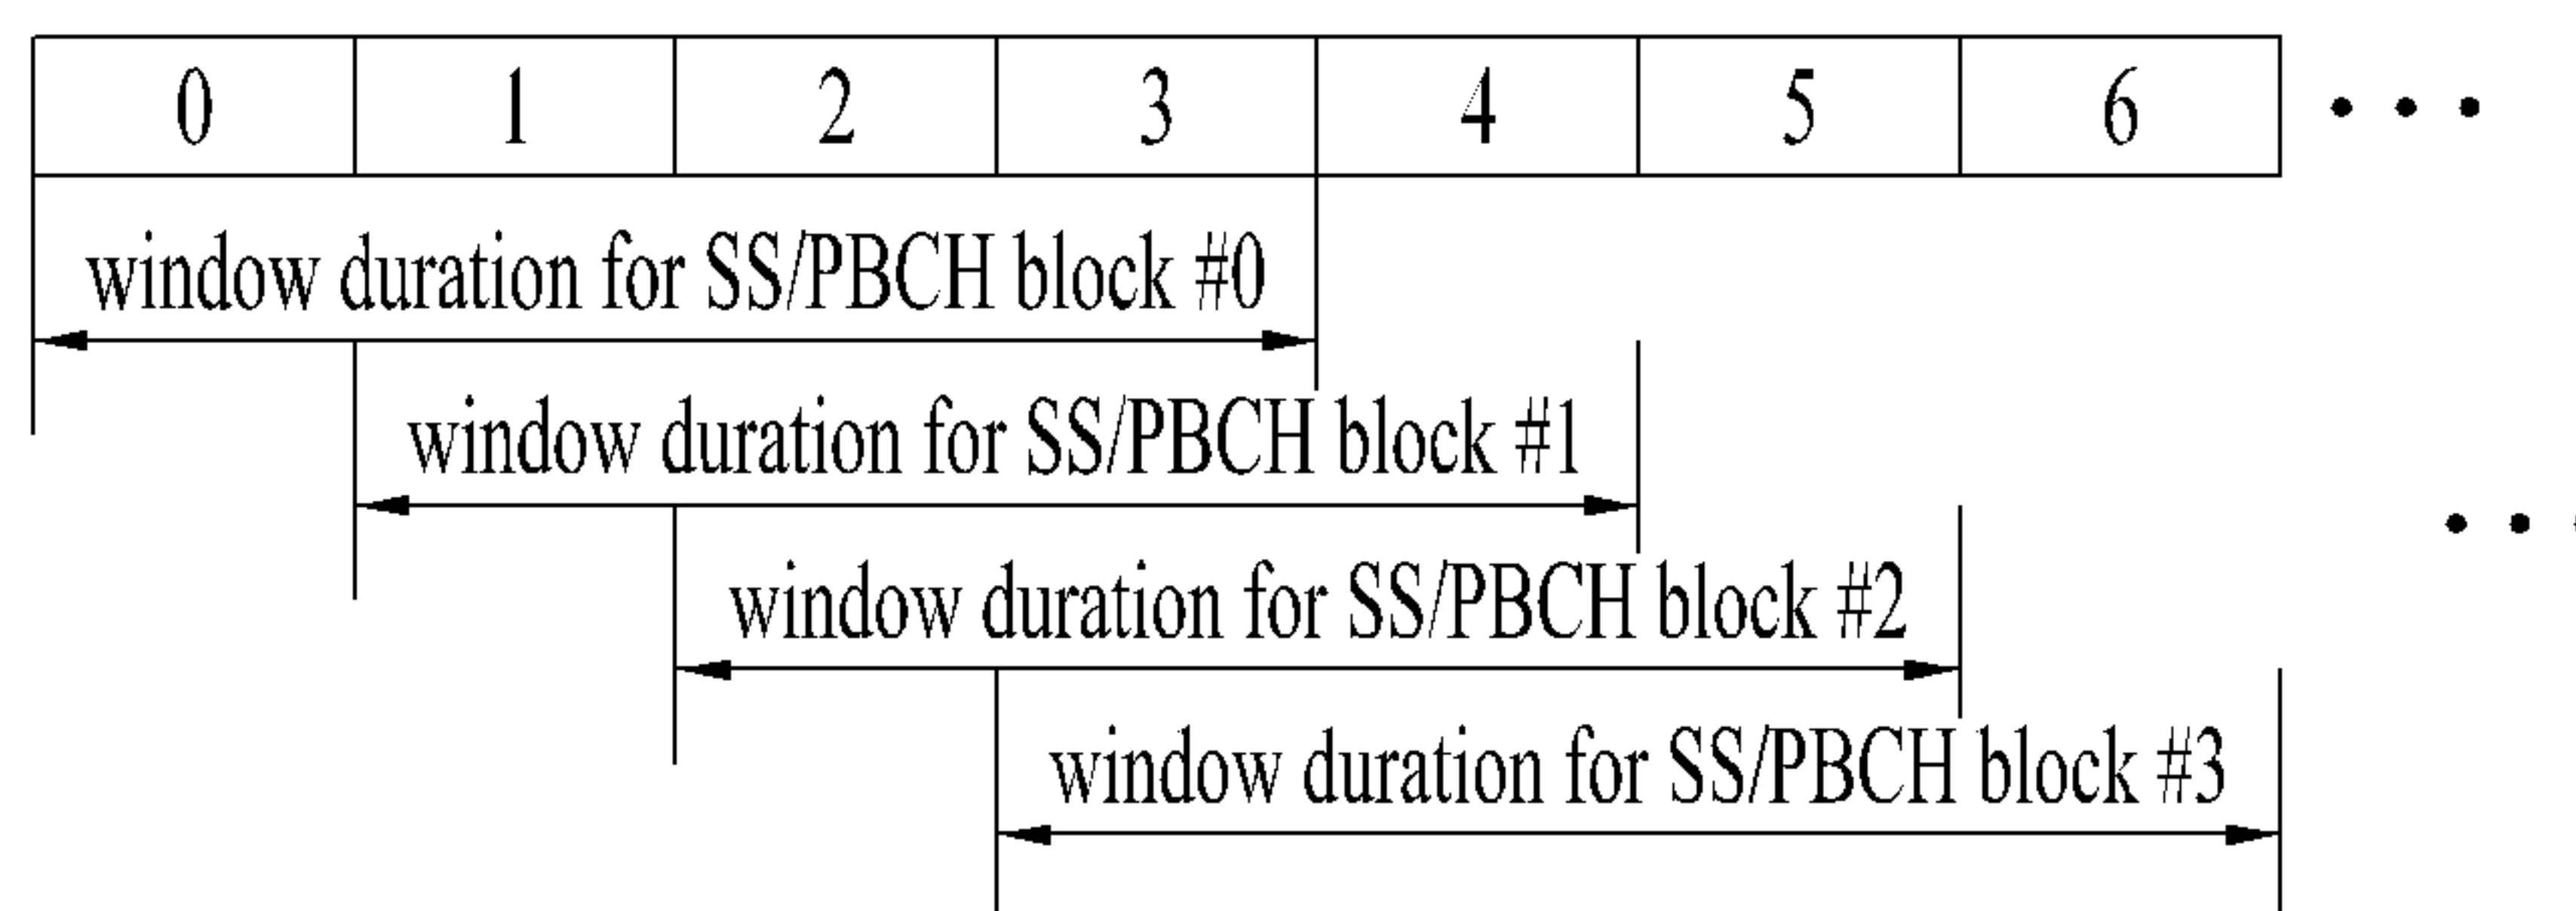 0 1 2 3 4 5 6 • • •
window duration for SS/PBCH block #0
window duration for SS/PBCH block #1
• • •
window duration for SS/PBCH block #2
window duration for SS/PBCH block #3